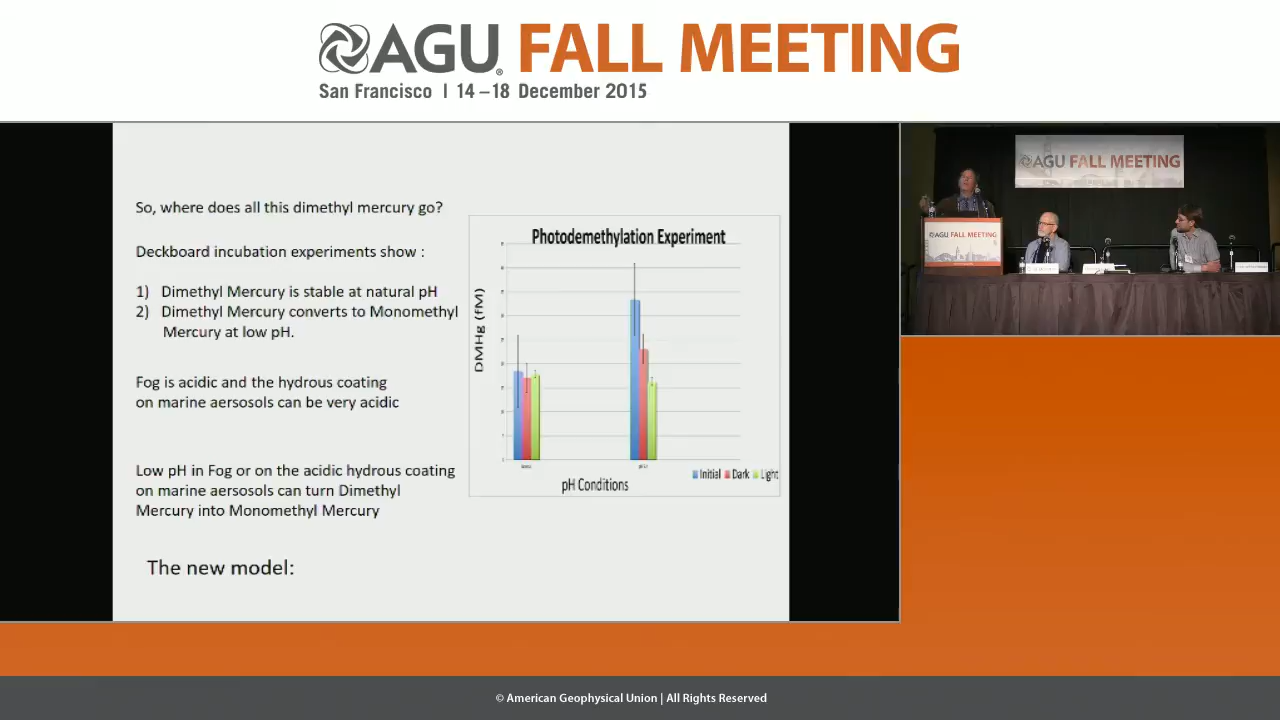 AGU FALL MEETING
San Francisco | 14 – 18 December 2015
So, where does all this dimethyl mercury go?
Deckboard incubation experiments show :
1) Dimethyl Mercury is stable at natural pH
2) Dimethyl Mercury converts to Monomethyl
Mercury at low pH.
Fog is acidic and the hydrous coating
on marine aersosols can be very acidic
Low pH in Fog or on the acidic hydrous coating
on marine aersosols can turn Dimethyl
Mercury into Monomethyl Mercury
The new model:
Photodemethylation Experiment
DMHg (fM)
pH Conditions
Initial Dark Light
AGU FALL MEETING
AGU FALL MEETING
© American Geophysical Union | All Rights Reserved